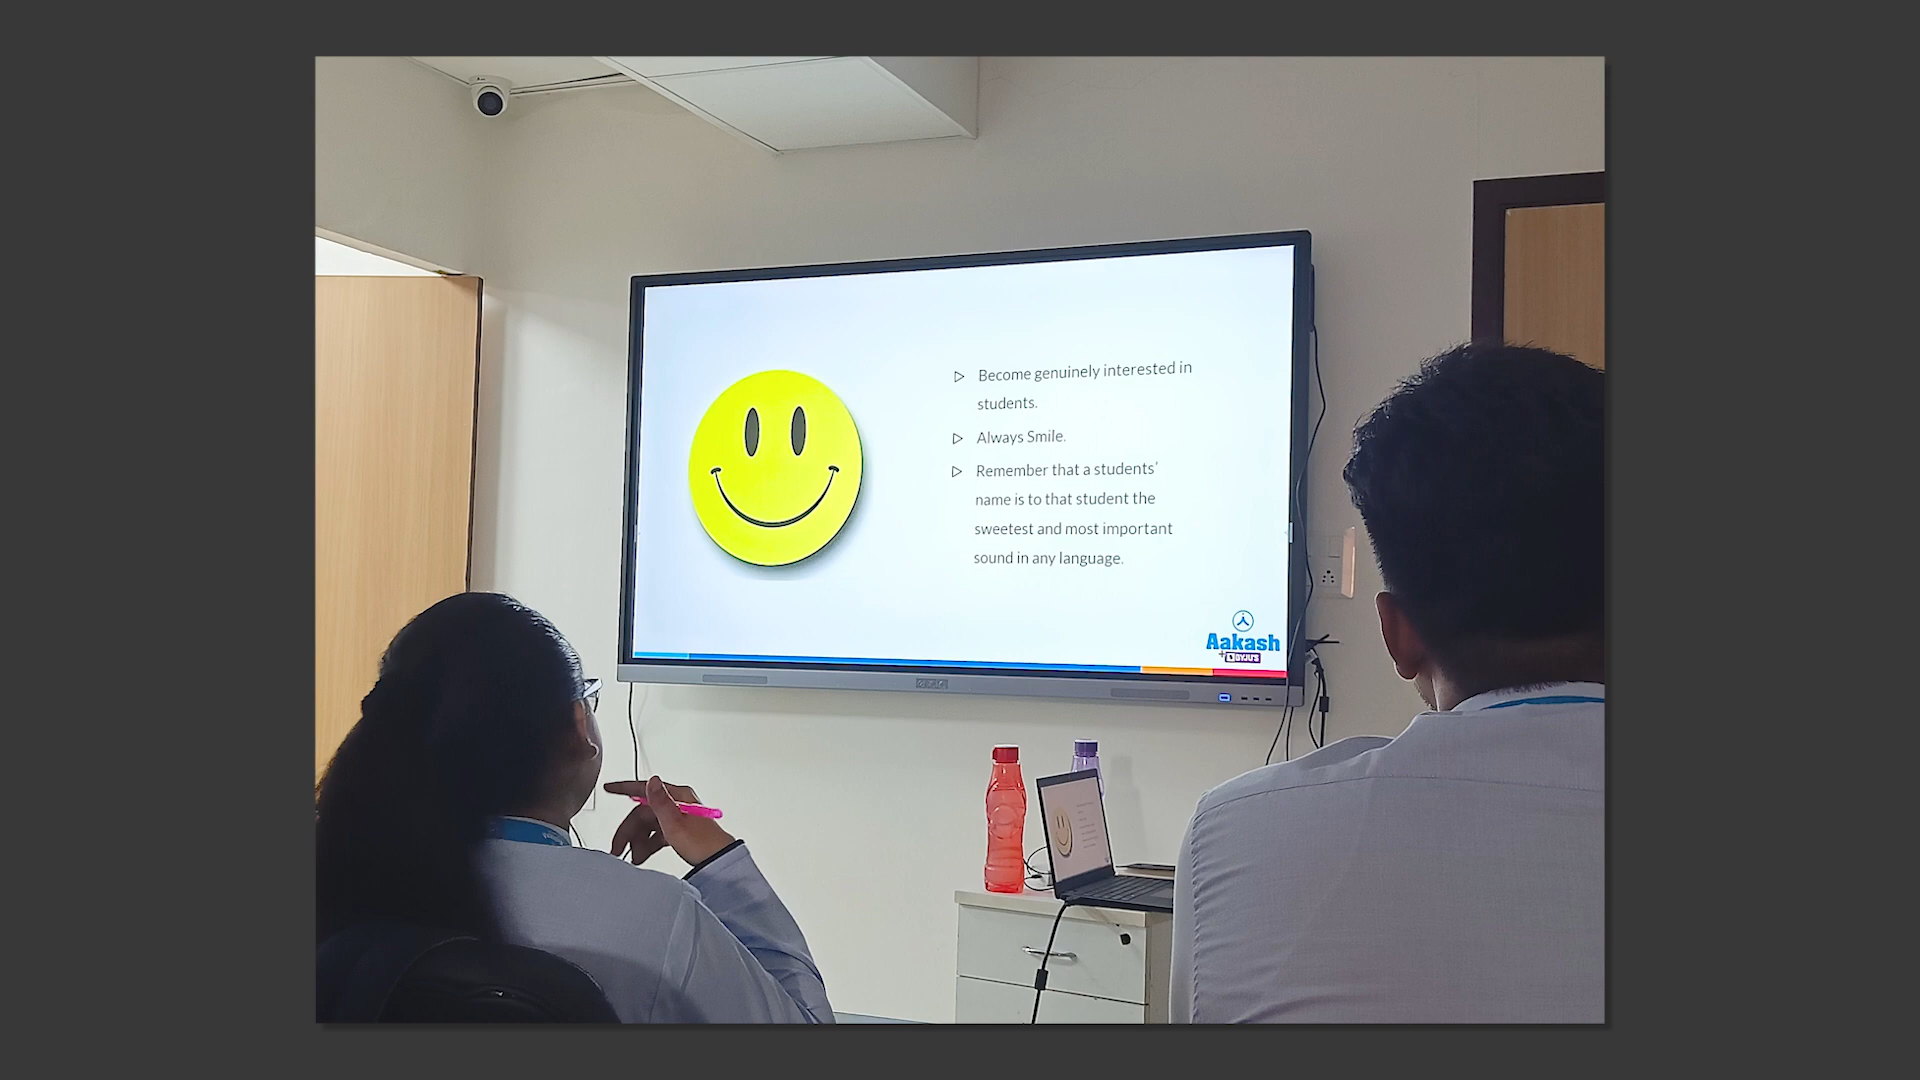 ▷ Become genuinely interested in
students.
▷ Always Smile.
▷ Remember that a students'
name is to that student the
sweetest and most important
sound in any language.
Aakash
+ BYJU'S